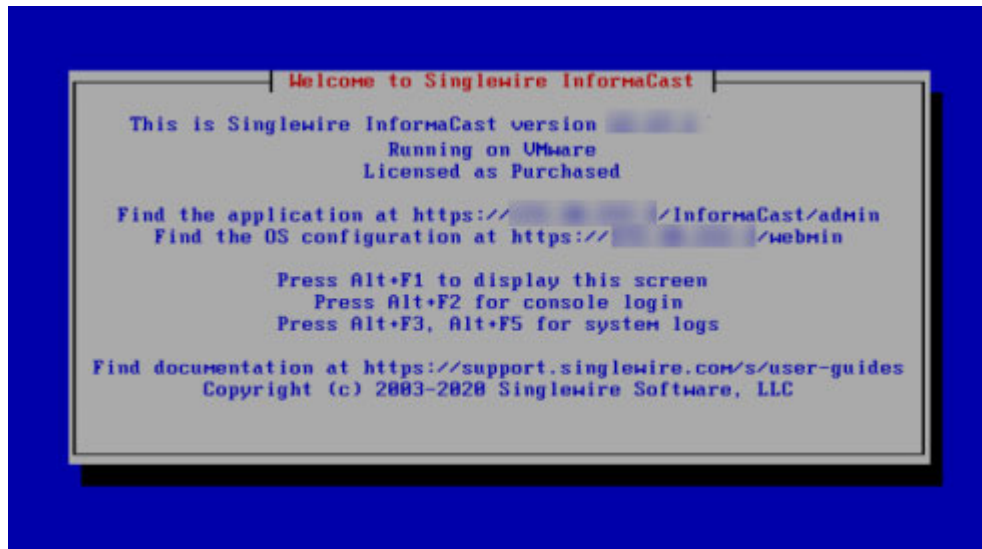 Welcome to Singlewire InformaCast
This is Singlewire InformaCast version
Running on VMware
Licensed as Purchased
Find the application at https:// /InformaCast/admin
Find the OS configuration at https:// /webmin
Press Alt+F1 to display this screen
Press Alt+F2 for console login
Press Alt+F3, Alt+F5 for system logs
Find documentation at https://support.singlewire.com/s/user-guides
Copyright (c) 2003-2020 Singlewire Software, LLC